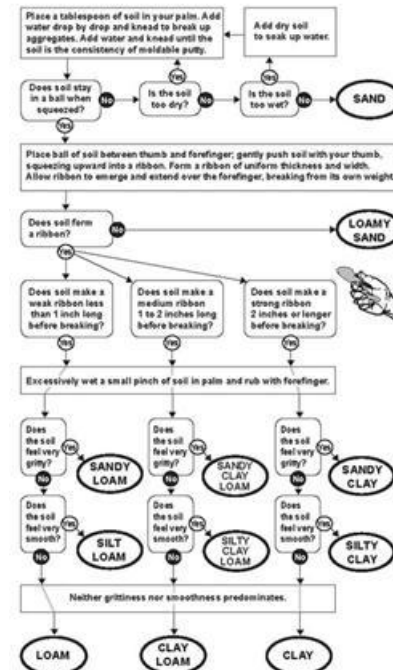 Place a tablespoon of soil in your palm. Add
water drop by drop and knead to break up
aggregates. Add water and knead until the
soil is the consistency of moldable putty.
Add dry soil
to soak up water.
Yes
Yes
Does soil stay
in a ball when
squeezed?
No
Is the soil
too dry?
No
Is the soil
too wet?
No
SAND
Yes
Place ball of soil between thumb and forefinger; gently push soil with your thumb,
squeezing upward into a ribbon. Form a ribbon of uniform thickness and width.
Allow ribbon to emerge and extend over the forefinger, breaking from its own weight.
Does soil form
a ribbon?
No
LOAMY
SAND
Yes
Does soil make a
weak ribbon less
than 1 inch long
before breaking?
Does soil make a
medium ribbon
1 to 2 inches long
before breaking?
Does soil make a
strong ribbon
2 inches or longer
before breaking?
Yes
Yes
Yes
Excessively wet a small pinch of soil in palm and rub with forefinger.
Does
the soil
feel very
gritty?
Yes
SANDY
LOAM
Does
the soil
feel very
gritty?
Yes
SANDY
CLAY
LOAM
Does
the soil
feel very
gritty?
Yes
SANDY
CLAY
No
No
No
Does
the soil
feel very
smooth?
Yes
SILT
LOAM
Does
the soil
feel very
smooth?
Yes
SILTY
CLAY
LOAM
Does
the soil
feel very
smooth?
Yes
SILTY
CLAY
No
No
No
Neither grittiness nor smoothness predominates.
LOAM
CLAY
LOAM
CLAY